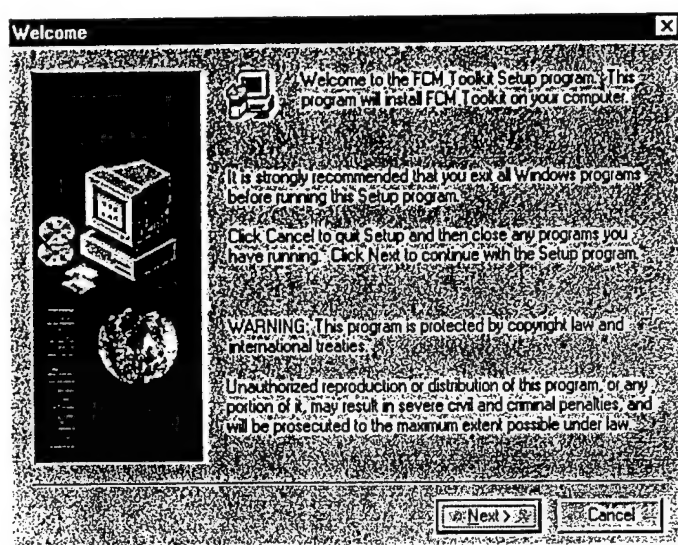 Welcome
Welcome to the FCM Toolkit Setup program. This
program will install FCM Toolkit on your computer.
It is strongly recommended that you exit all Windows programs
before running this Setup program.
Click Cancel to quit Setup and then close any programs you
have running. Click Next to continue with the Setup program.
WARNING: This program is protected by copyright law and
international treaties.
Unauthorized reproduction or distribution of this program, or any
portion of it, may result in severe civil and criminal penalties, and
will be prosecuted to the maximum extent possible under law.
Next >
Cancel